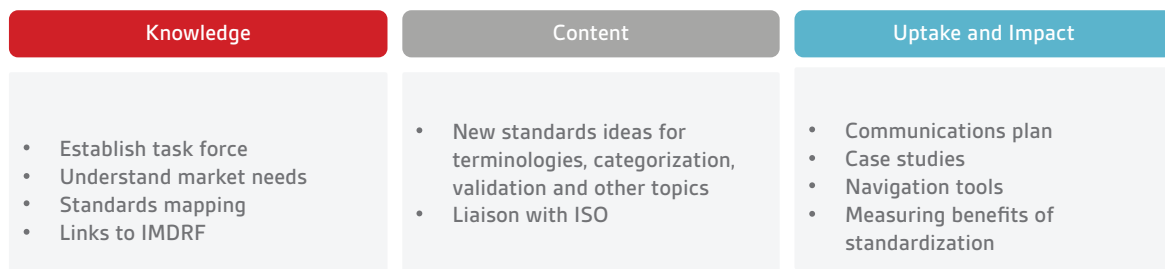 Knowledge
• Establish task force
• Understand market needs
• Standards mapping
• Links to IMDRF
Content
• New standards ideas for
terminologies, categorization,
validation and other topics
• Liaison with ISO
Uptake and Impact
• Communications plan
• Case studies
• Navigation tools
• Measuring benefits of
standardization